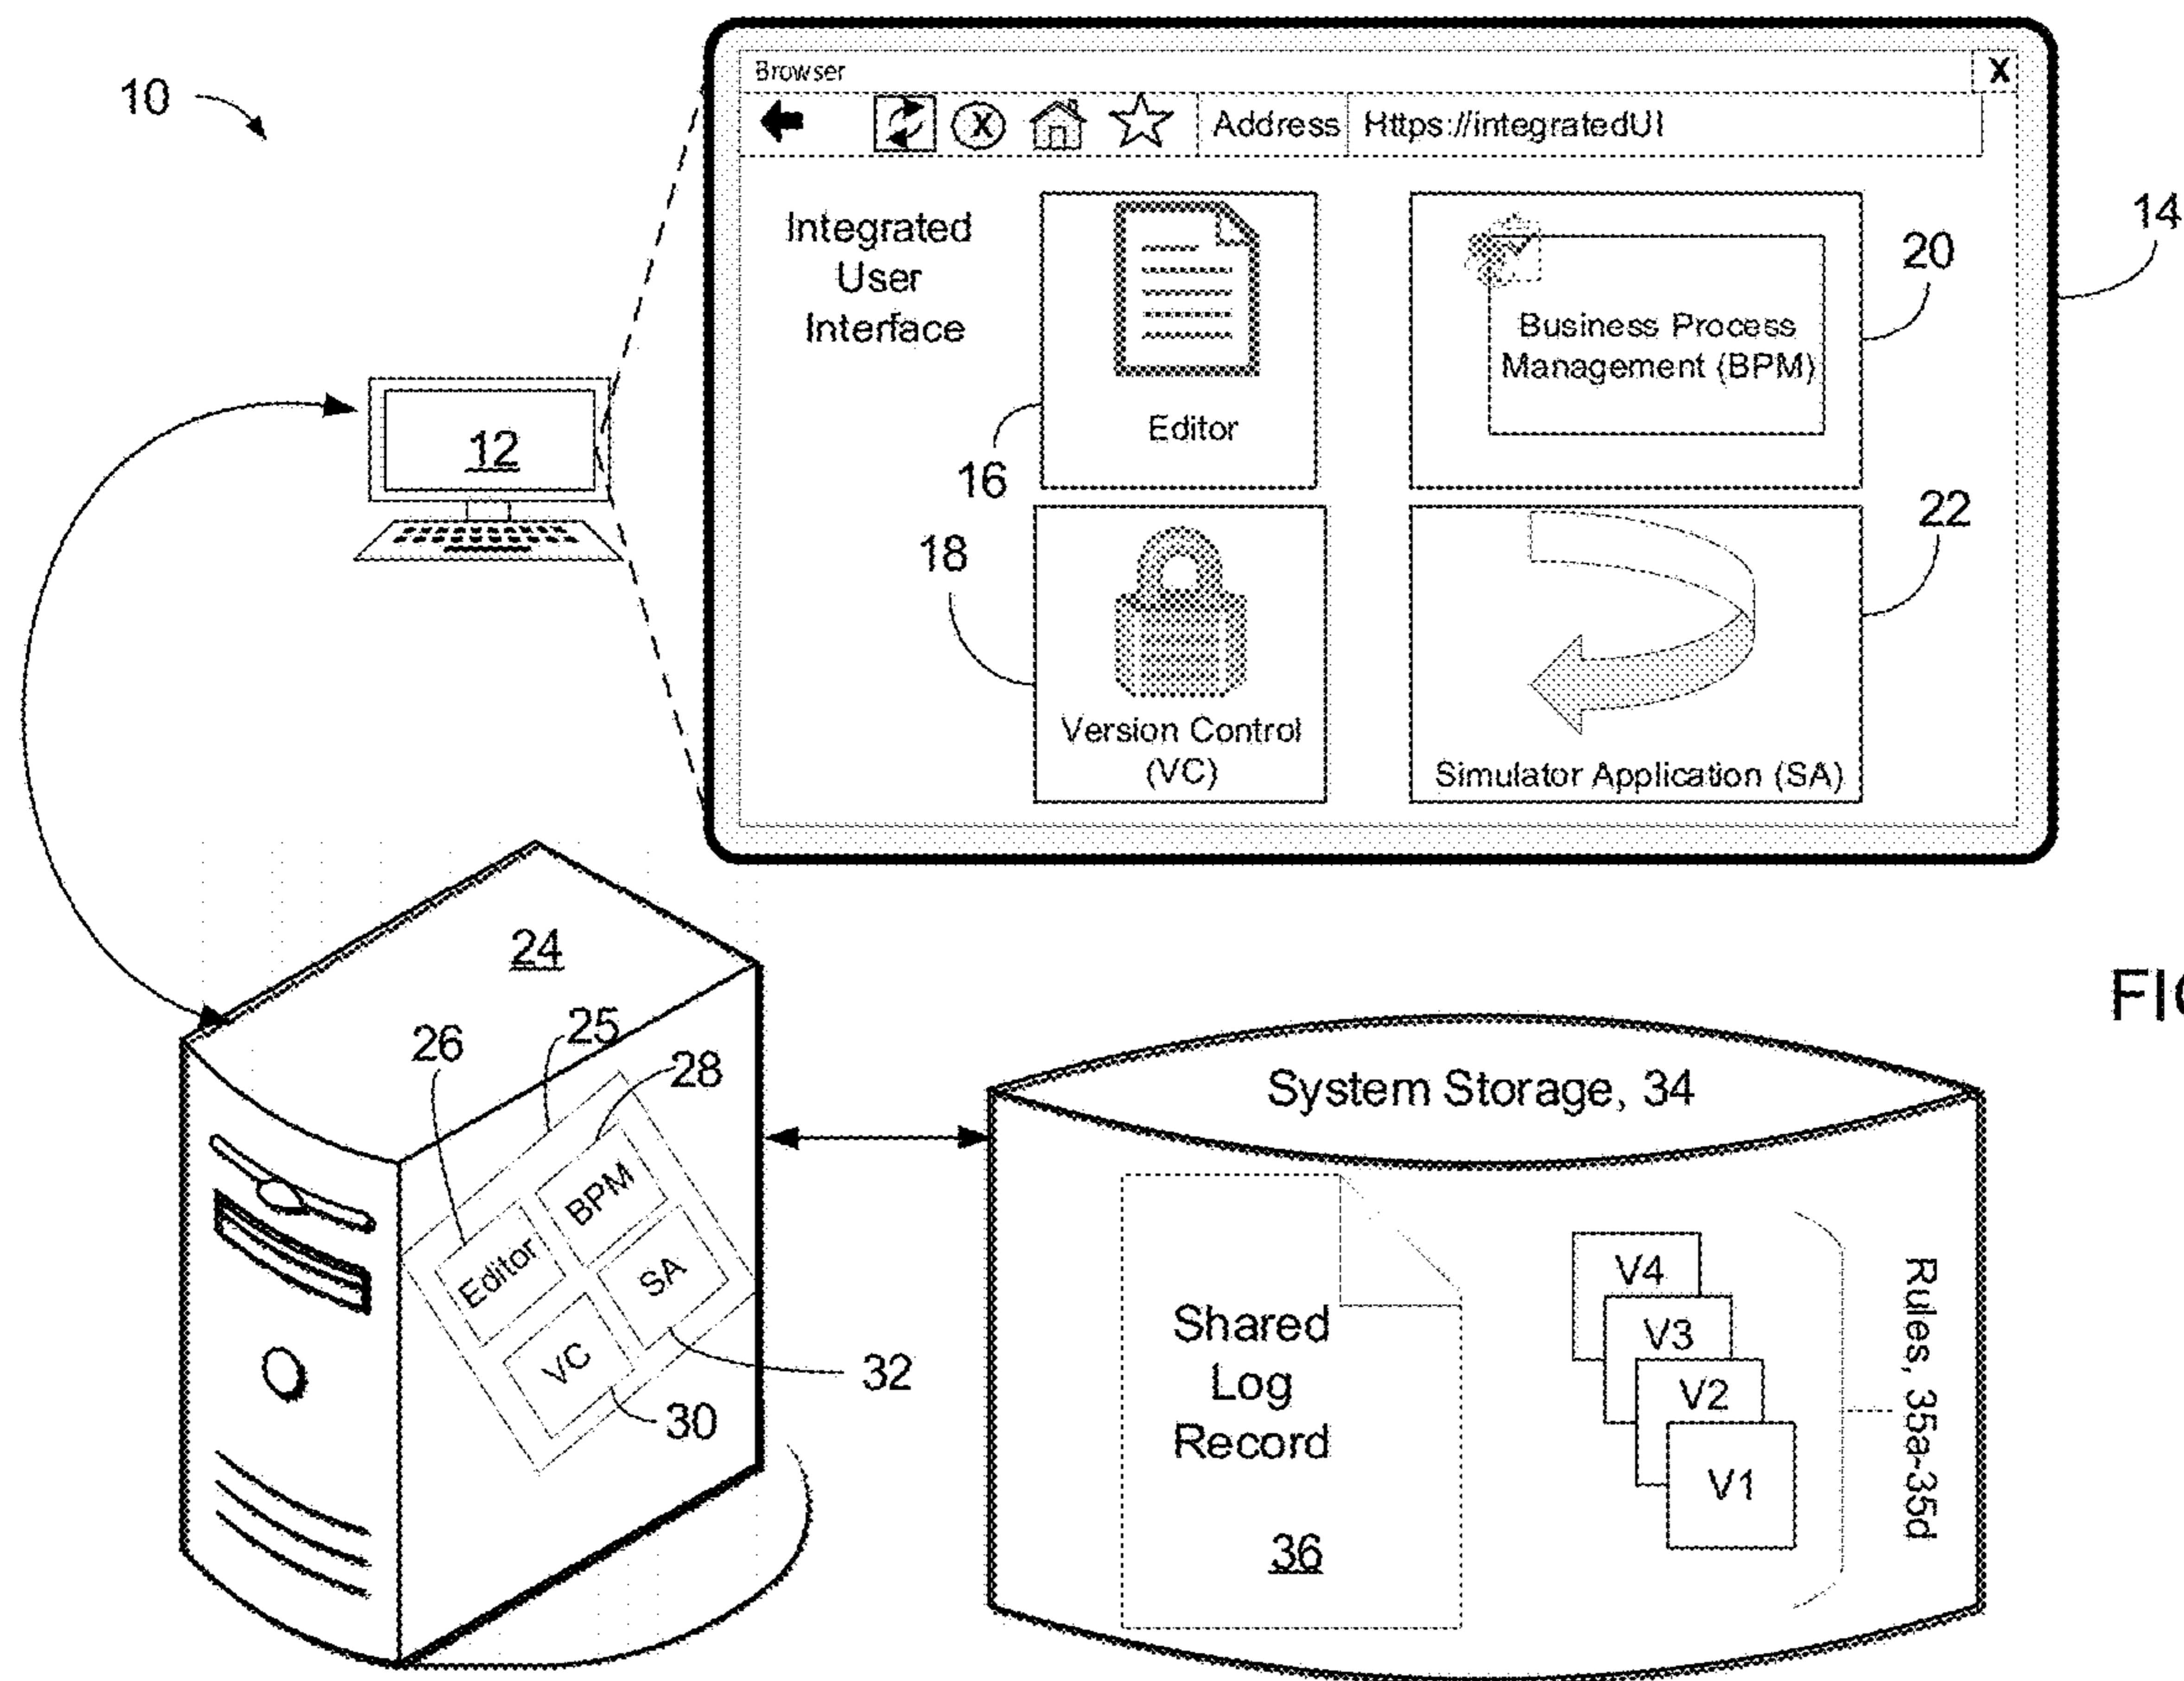 10
Browser
X
X
Address
Https://integratedUI
Integrated
User
Interface
Editor
Business Process
Management (BPM)
14
20
16
12
18
22
Version Control
(VC)
Simulator Application (SA)
24
FIG
25
26
28
System Storage, 34
BPM
Editor
SA
VC
32
30
Shared
Log
Record
36
V4
V3
V2
V1
Rules, 35a-35d